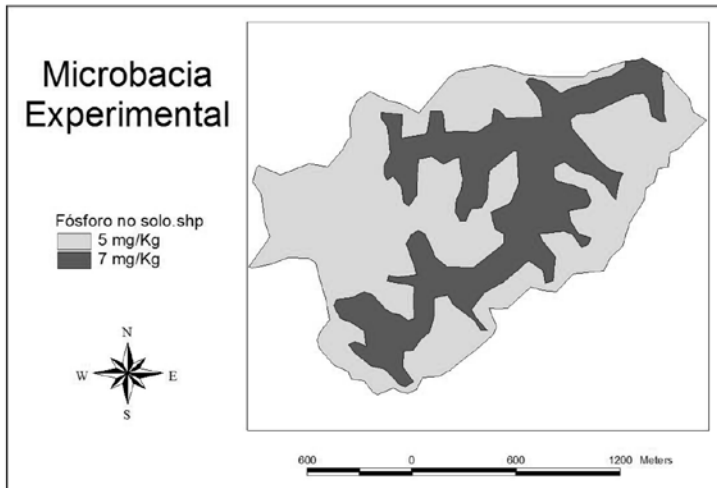 Microbacia
Experimental
Fósforo no solo.shp
5 mg/Kg
7 mg/Kg
N
W E
S
600 0 600 1200 Meters